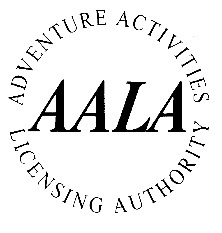 ADVENTURE ACTIVITIES
AALA
LICENSING AUTHORITY